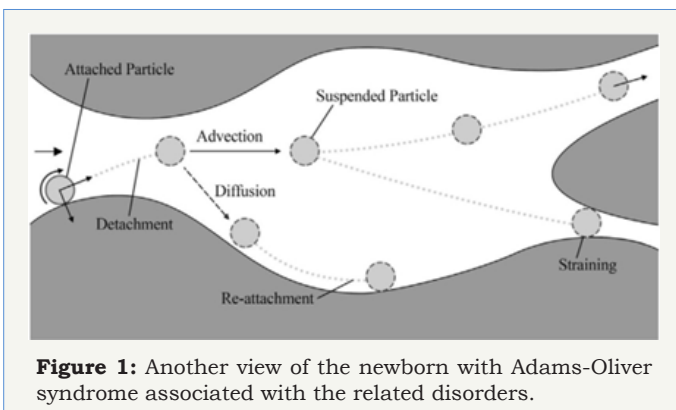 Attached Particle
Suspended Particle
Advection
Diffusion
Detachment
Re-attachment
Straining
Figure 1: Another view of the newborn with Adams-Oliver
syndrome associated with the related disorders.